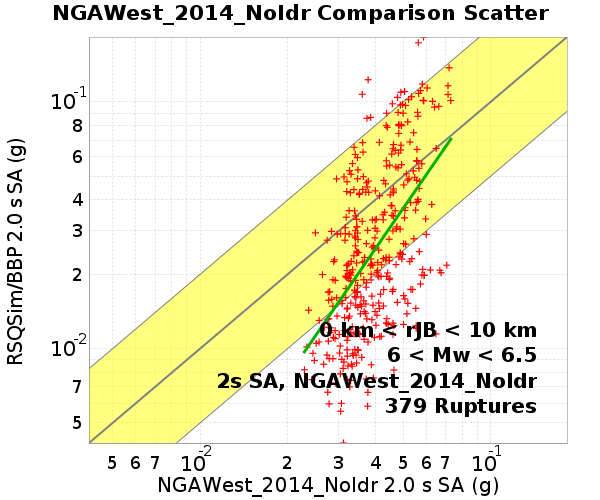 NGAWest_2014_NoIdr Comparison Scatter
RSQSim/BBP 2.0 s SA (g)
10-1
8
6
4
3
2
10-2
7
5
0 km < rJB < 10 km
6 < Mw < 6.5
2s SA, NGAWest_2014_NoIdr
379 Ruptures
5 6 7 10-2 2 3 4 5 6 7 10-1
NGAWest_2014_NoIdr 2.0 s SA (g)